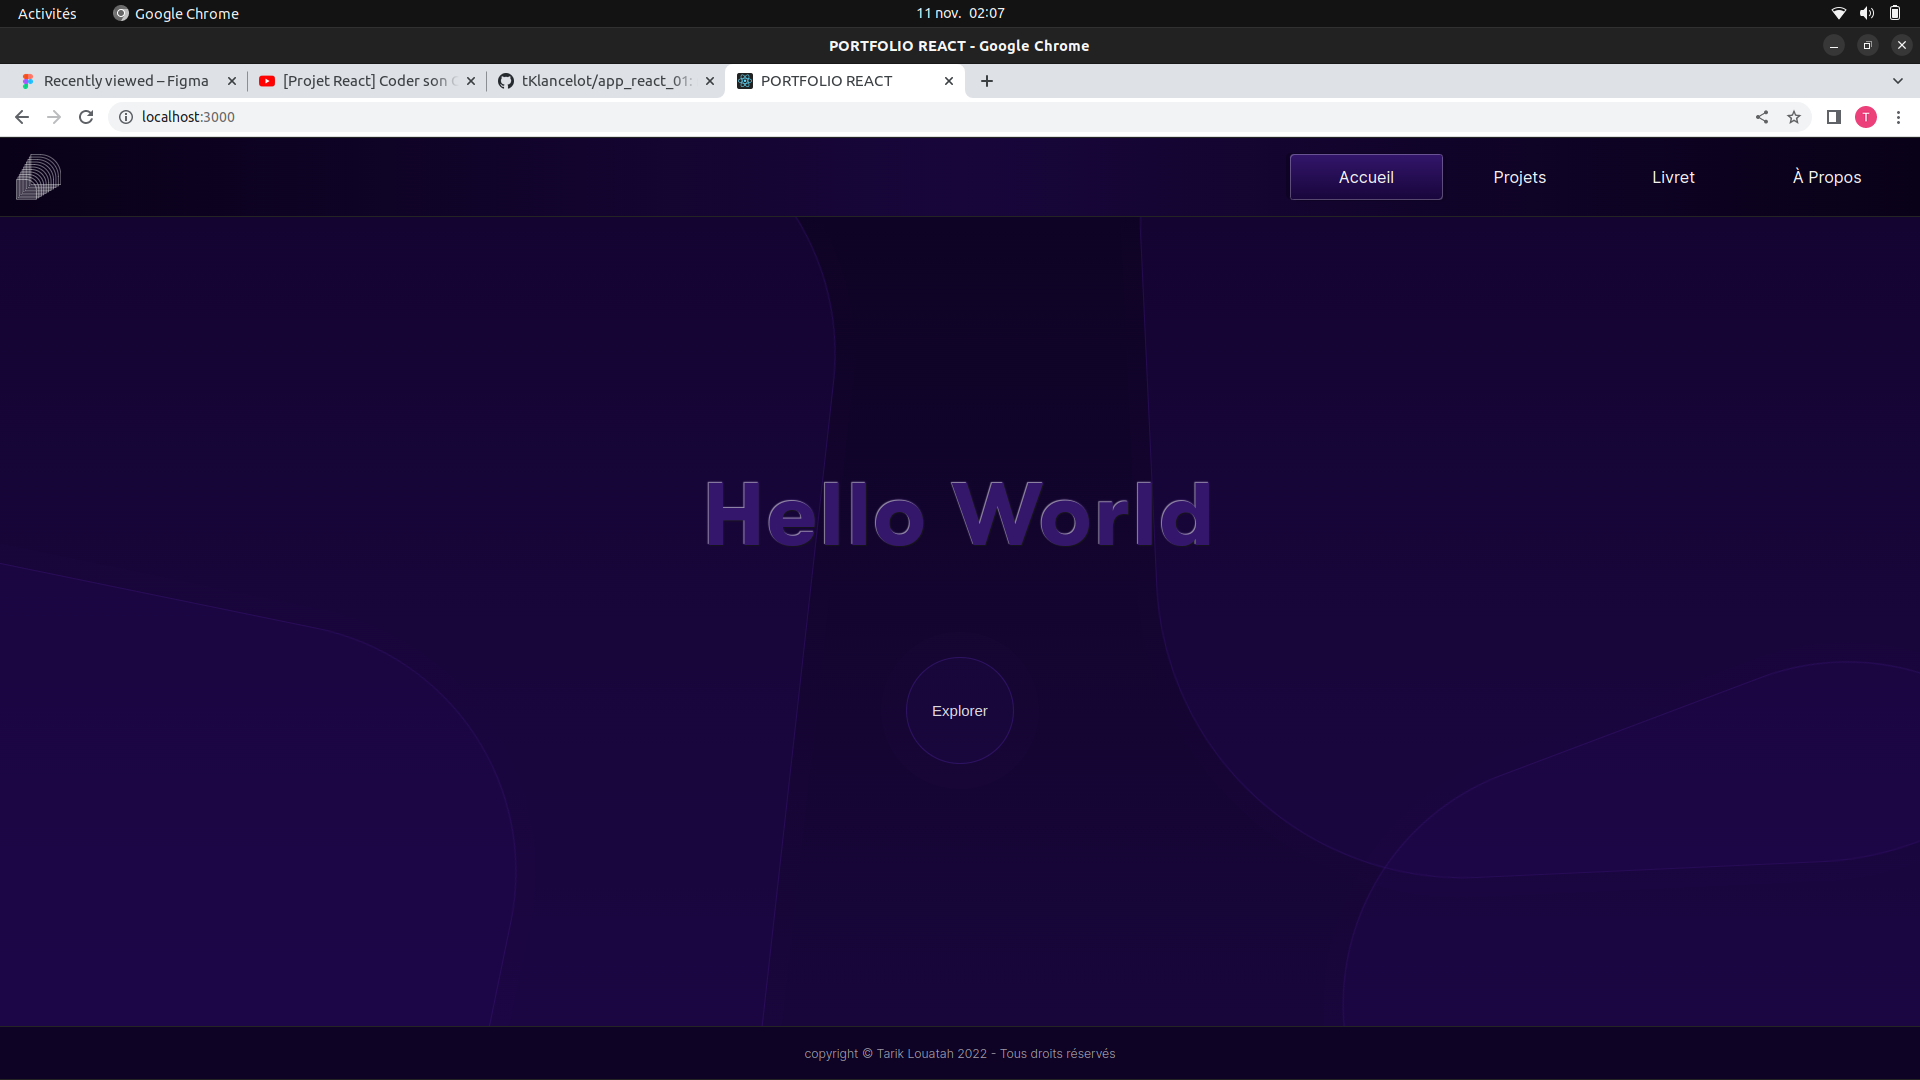 Activités Google Chrome 11 nov. 02:07
PORTFOLIO REACT - Google Chrome
Recently viewed – Figma [Projet React] Coder son tKlancelot/app_react_01: PORTFOLIO REACT
localhost:3000 T
Accueil Projets Livret À Propos
Hello World
Explorer
copyright © Tarik Louatah 2022 - Tous droits réservés